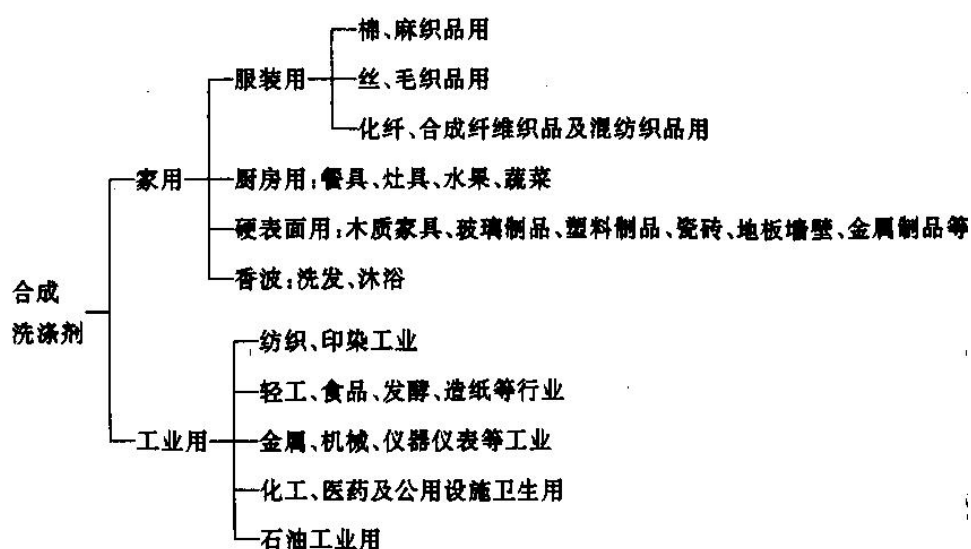 棉、麻织品用
服装用
丝、毛织品用
化纤、合成纤维织品及混纺织品用
家用
厨房用:餐具、灶具、水果、蔬菜
硬表面用:木质家具、玻璃制品、塑料制品、瓷砖、地板墙壁、金属制品等
香波:洗发、沐浴
合成
洗涤剂
纺织、印染工业
轻工、食品、发酵、造纸等行业
工业用
金属、机械、仪器仪表等工业
化工、医药及公用设施卫生用
石油工业用